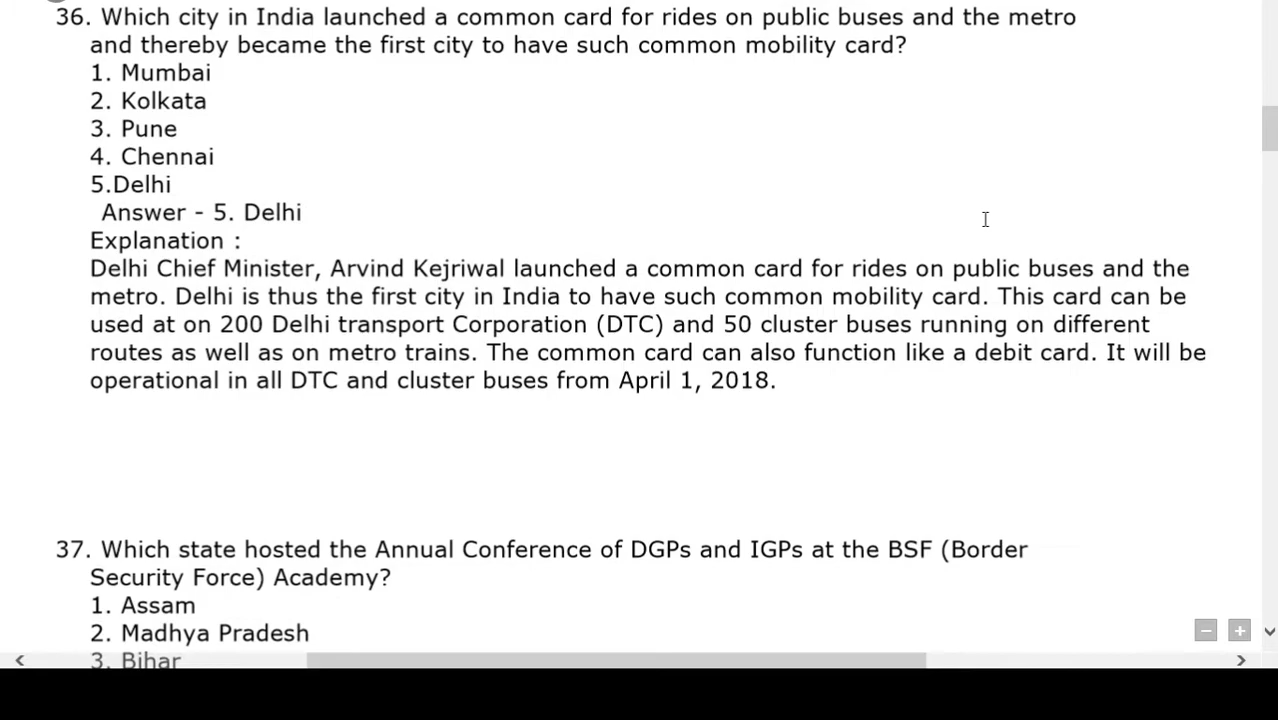 36. Which city in India launched a common card for rides on public buses and the metro
and thereby became the first city to have such common mobility card?
1. Mumbai
2. Kolkata
3. Pune
4. Chennai
5.Delhi
Answer - 5. Delhi
Explanation :
Delhi Chief Minister, Arvind Kejriwal launched a common card for rides on public buses and the
metro. Delhi is thus the first city in India to have such common mobility card. This card can be
used at on 200 Delhi transport Corporation (DTC) and 50 cluster buses running on different
routes as well as on metro trains. The common card can also function like a debit card. It will be
operational in all DTC and cluster buses from April 1, 2018.
37. Which state hosted the Annual Conference of DGPs and IGPs at the BSF (Border
Security Force) Academy?
1. Assam
2. Madhya Pradesh
3. Bihar